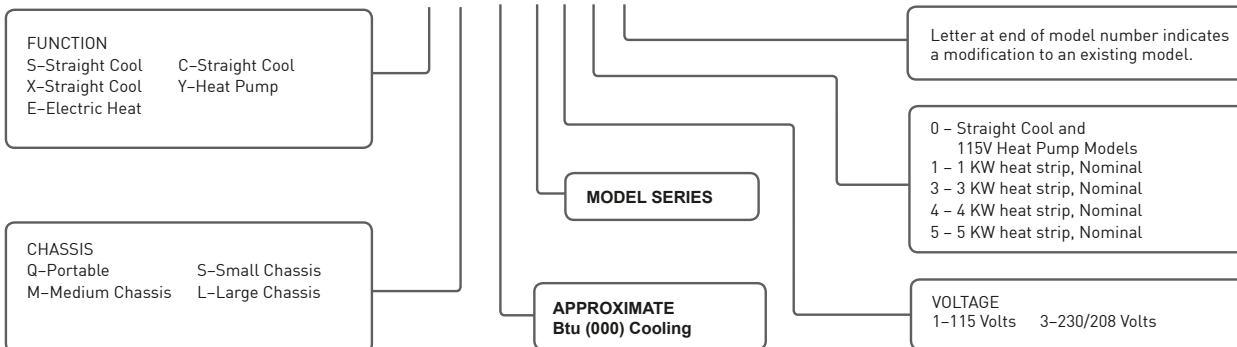 FUNCTION
S–Straight Cool C–Straight Cool
X–Straight Cool Y–Heat Pump
E–Electric Heat
CHASSIS
Q–Portable S–Small Chassis
M–Medium Chassis L–Large Chassis
MODEL SERIES
APPROXIMATE
Btu (000) Cooling
Letter at end of model number indicates
a modification to an existing model.
0 – Straight Cool and
115V Heat Pump Models
1 – 1 KW heat strip, Nominal
3 – 3 KW heat strip, Nominal
4 – 4 KW heat strip, Nominal
5 – 5 KW heat strip, Nominal
VOLTAGE
1–115 Volts 3–230/208 Volts